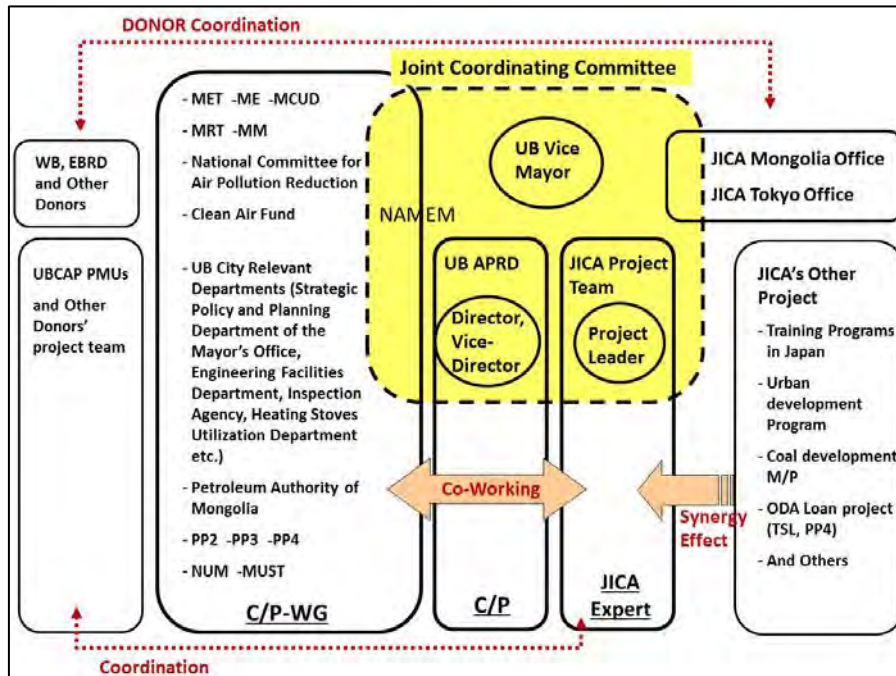 DONOR Coordination
Joint Coordinating Committee
WB, EBRD
and Other
Donors
UBCAP PMUs
and Other
Donors’
project team
- MET -ME -MCUD
- MRT -MM
- National Committee for
Air Pollution Reduction
- Clean Air Fund
- UB City Relevant
Departments (Strategic
Policy and Planning
Department of the
Mayor’s Office,
Engineering Facilities
Department, Inspection
Agency, Heating Stoves
Utilization Department
etc.)
- Petroleum Authority of
Mongolia
- PP2 -PP3 -PP4
- NUM -MUST
C/P-WG
NAMEM
UB Vice
Mayor
UB APRD
Director,
Vice-
Director
C/P
JICA Project
Team
Project
Leader
JICA
Expert
Co-Working
Synergy
Effect
JICA Mongolia Office
JICA Tokyo Office
JICA’s Other
Project
- Training Programs
in Japan
- Urban
development
Program
- Coal development
M/P
- ODA Loan project
(TSL, PP4)
- And Others
Coordination